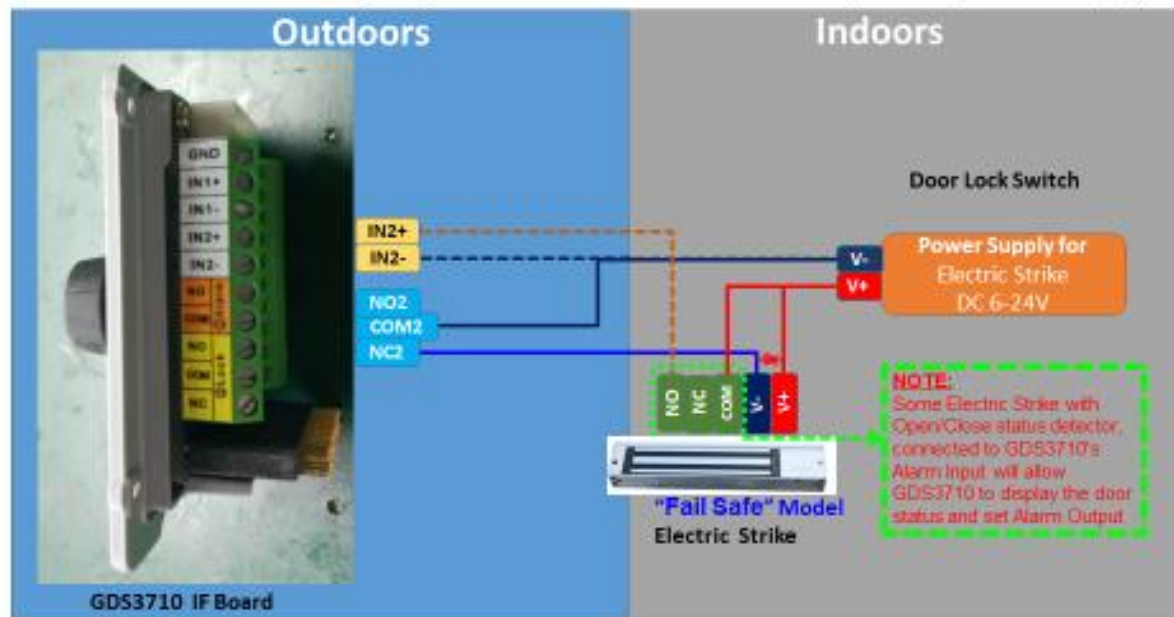 Outdoors
Indoors
GND
IN1+
IN1-
IN2+
IN2-
NO
COM
NO
COM
NC
IN2+
IN2-
NO2
COM2
NC2
Door Lock Switch
V-
V+
Power Supply for
Electric Strike
DC 6-24V
NO
NC
COM
V-
V+
NOTE:
Some Electric Strike with
Open/Close status detector,
connected to GDS3710's
Alarm Input will allow
GDS3710 to display the door
status and set Alarm Output
"Fail Safe" Model
Electric Strike
GDS3710 IF Board